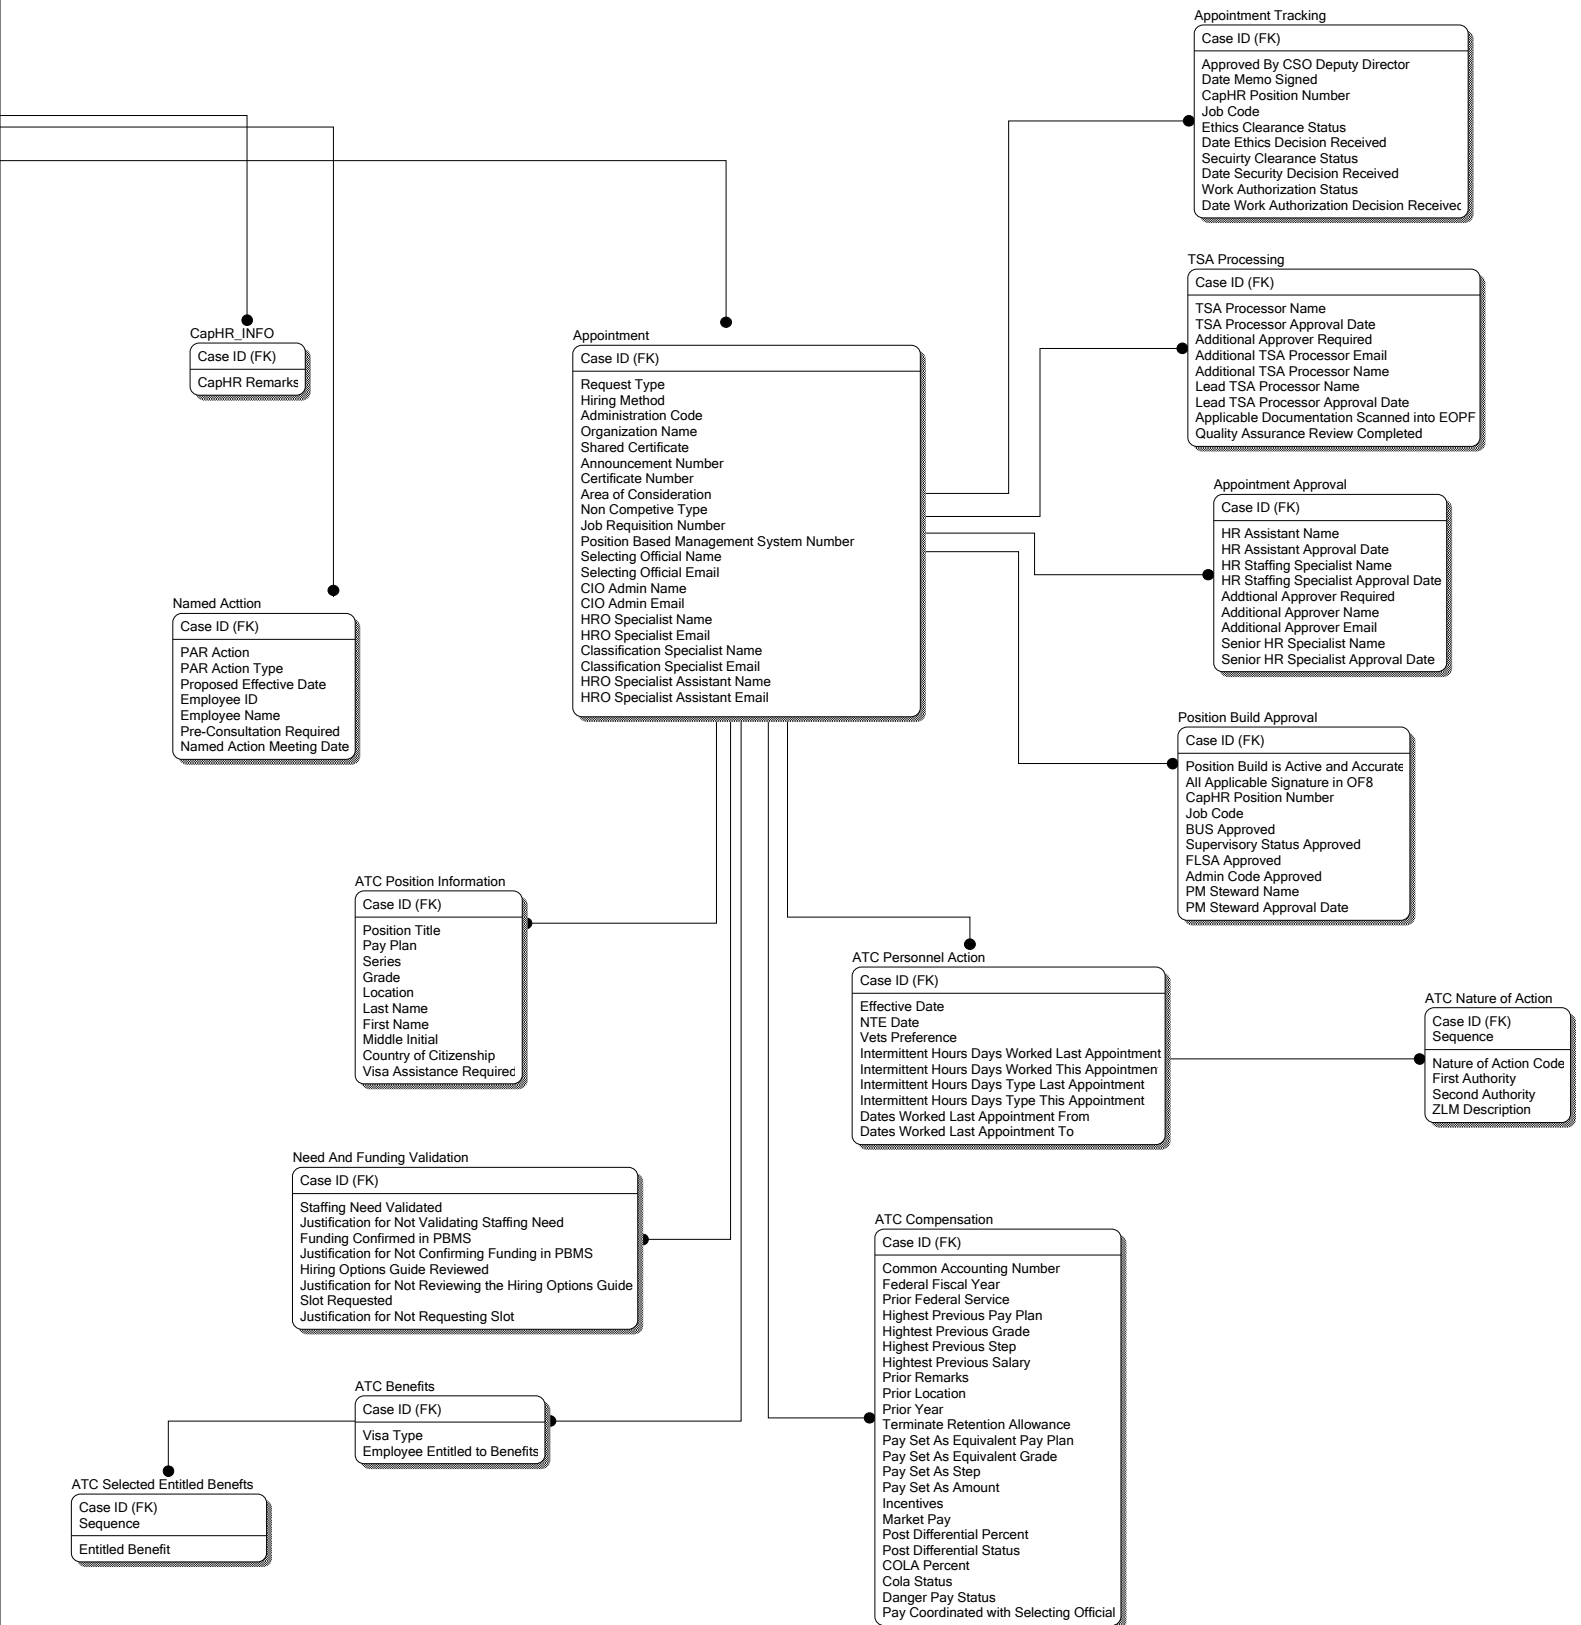 Appointment Tracking
Case ID (FK)
Approved By CSO Deputy Director
Date Memo Signed
CapHR Position Number
Job Code
Ethics Clearance Status
Date Ethics Decision Received
Secuirty Clearance Status
Date Security Decision Received
Work Authorization Status
Date Work Authorization Decision Received
TSA Processing
Case ID (FK)
TSA Processor Name
TSA Processor Approval Date
Additional Approver Required
Additional TSA Processor Email
Additional TSA Processor Name
Lead TSA Processor Name
Lead TSA Processor Approval Date
Applicable Documentation Scanned into EOPF
Quality Assurance Review Completed
CapHR_INFO
Case ID (FK)
CapHR Remarks
Appointment
Case ID (FK)
Request Type
Hiring Method
Administration Code
Organization Name
Shared Certificate
Announcement Number
Certificate Number
Area of Consideration
Non Competive Type
Job Requisition Number
Position Based Management System Number
Selecting Official Name
Selecting Official Email
CIO Admin Name
CIO Admin Email
HRO Specialist Name
HRO Specialist Email
Classification Specialist Name
Classification Specialist Email
HRO Specialist Assistant Name
HRO Specialist Assistant Email
Appointment Approval
Case ID (FK)
HR Assistant Name
HR Assistant Approval Date
HR Staffing Specialist Name
HR Staffing Specialist Approval Date
Addtional Approver Required
Additional Approver Name
Additional Approver Email
Senior HR Specialist Name
Senior HR Specialist Approval Date
Named Acttion
Case ID (FK)
PAR Action
PAR Action Type
Proposed Effective Date
Employee ID
Employee Name
Pre-Consultation Required
Named Action Meeting Date
Position Build Approval
Case ID (FK)
Position Build is Active and Accurate
All Applicable Signature in OF8
CapHR Position Number
Job Code
BUS Approved
Supervisory Status Approved
FLSA Approved
Admin Code Approved
PM Steward Name
PM Steward Approval Date
ATC Position Information
Case ID (FK)
Position Title
Pay Plan
Series
Grade
Location
Last Name
First Name
Middle Initial
Country of Citizenship
Visa Assistance Required
ATC Personnel Action
Case ID (FK)
Effective Date
NTE Date
Vets Preference
Intermittent Hours Days Worked Last Appointment
Intermittent Hours Days Worked This Appointmen
Intermittent Hours Days Type Last Appointment
Intermittent Hours Days Type This Appointment
Dates Worked Last Appointment From
Dates Worked Last Appointment To
ATC Nature of Action
Case ID (FK)
Sequence
Nature of Action Code
First Authority
Second Authority
ZLM Description
Need And Funding Validation
Case ID (FK)
Staffing Need Validated
Justification for Not Validating Staffing Need
Funding Confirmed in PBMS
Justification for Not Confirming Funding in PBMS
Hiring Options Guide Reviewed
Justification for Not Reviewing the Hiring Options Guide
Slot Requested
Justification for Not Requesting Slot
ATC Compensation
Case ID (FK)
Common Accounting Number
Federal Fiscal Year
Prior Federal Service
Highest Previous Pay Plan
Hightest Previous Grade
Highest Previous Step
Hightest Previous Salary
Prior Remarks
Prior Location
Prior Year
Terminate Retention Allowance
Pay Set As Equivalent Pay Plan
Pay Set As Equivalent Grade
Pay Set As Step
Pay Set As Amount
Incentives
Market Pay
Post Differential Percent
Post Differential Status
COLA Percent
Cola Status
Danger Pay Status
Pay Coordinated with Selecting Official
ATC Benefits
Case ID (FK)
Visa Type
Employee Entitled to Benefits
ATC Selected Entitled Benefts
Case ID (FK)
Sequence
Entitled Benefit